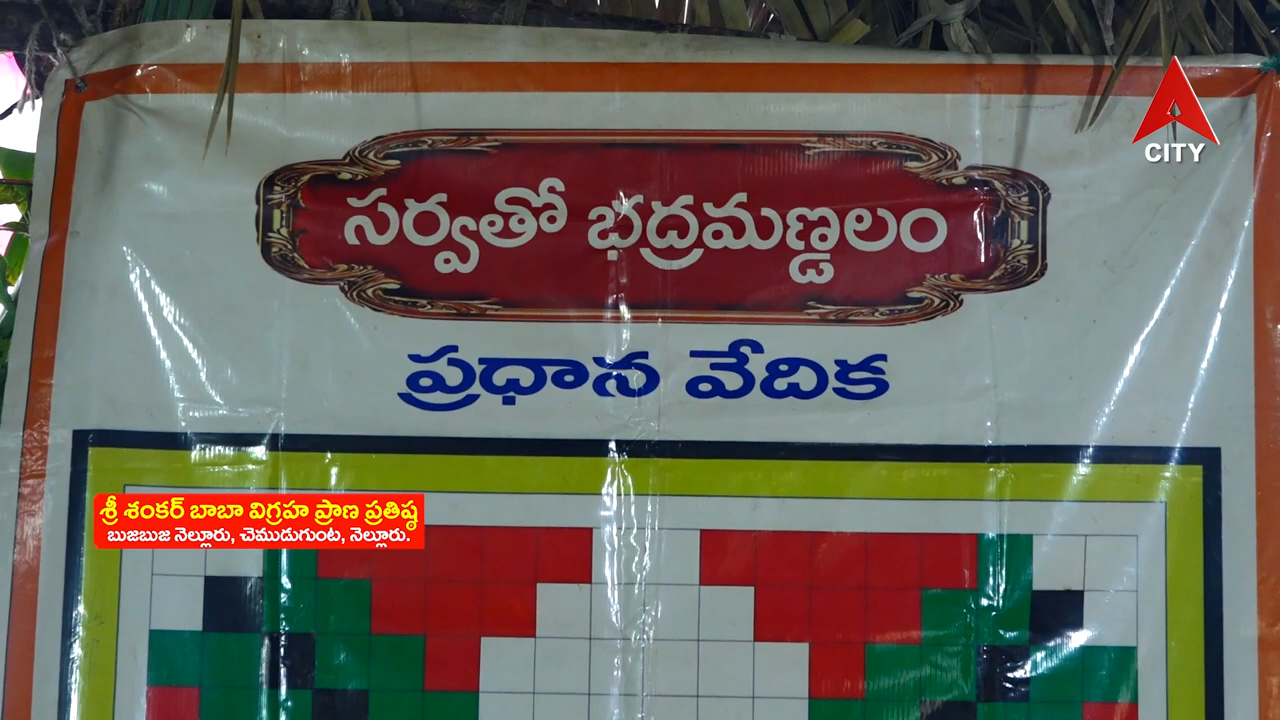 CITY
సర్వతో భద్రమణ్డలం
ప్రధాన వేదిక
శ్రీ శంకర్ బాబా విగ్రహ ప్రాణ ప్రతిష్ఠ
బుజబుజ నెల్లూరు, చెముడుగుంట, నెల్లూరు.